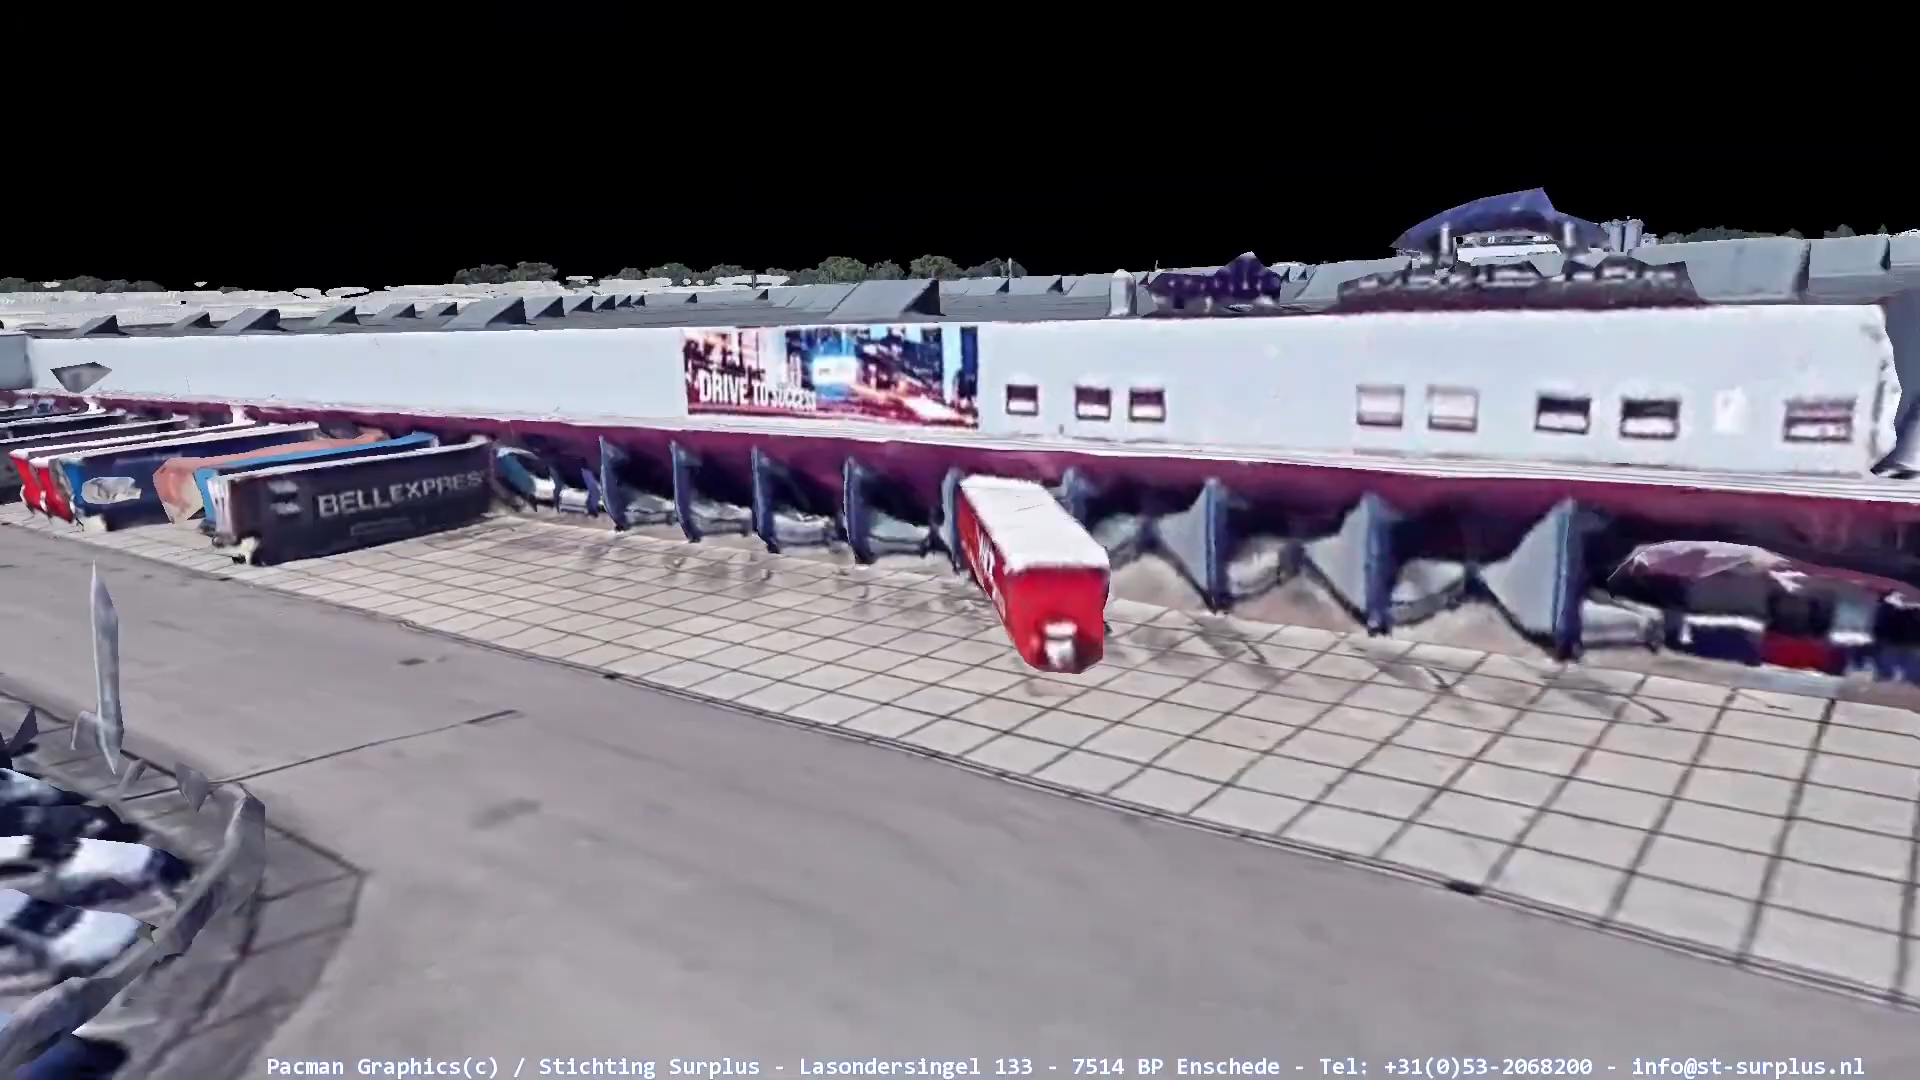 DRIVE TO SUCCESS
BELLEXPRES
Pacman Graphics(c) / Stichting Surplus - Lasondersingel 133 - 7514 BP Enschede - Tel: +31(0)53-2068200 - info@st-surplus.nl